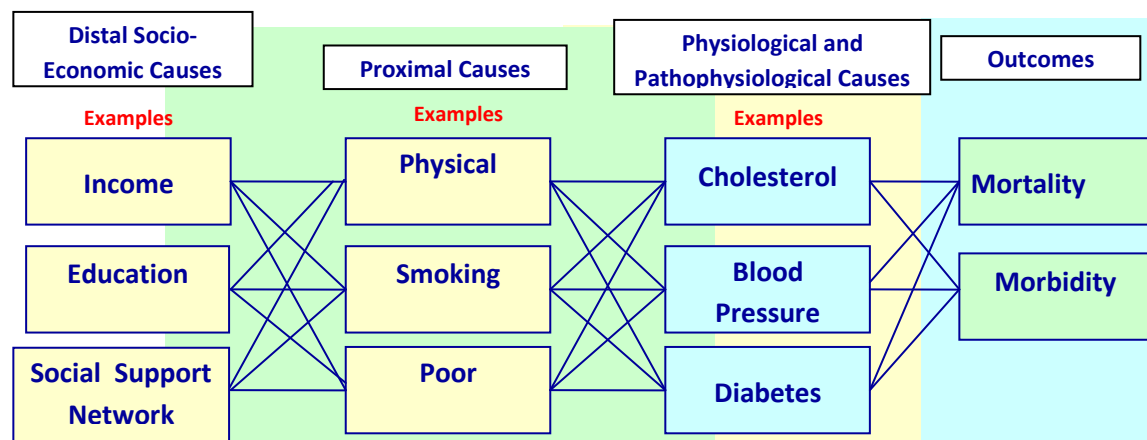 Distal Socio-
Economic Causes
Proximal Causes
Physiological and
Pathophysiological Causes
Outcomes
Examples
Examples
Examples
Income
Physical
Cholesterol
Mortality
Education
Smoking
Blood
Pressure
Morbidity
Social Support
Network
Poor
Diabetes